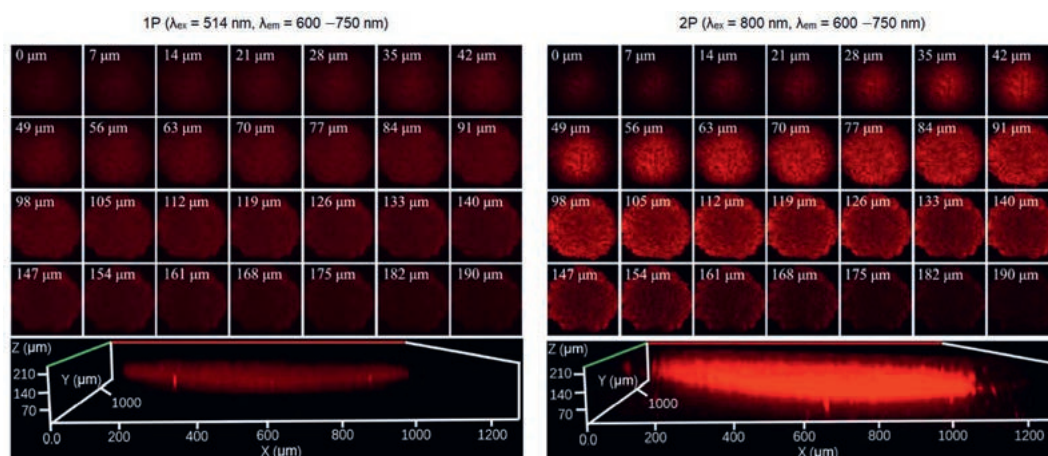 1P (λex = 514 nm, λem = 600 –750 nm)
0 µm 7 µm 14 µm 21 µm 28 µm 35 µm 42 µm
49 µm 56 µm 63 µm 70 µm 77 µm 84 µm 91 µm
98 µm 105 µm 112 µm 119 µm 126 µm 133 µm 140 µm
147 µm 154 µm 161 µm 168 µm 175 µm 182 µm 190 µm
Z (µm)
210
140
70
Y (µm)
1000
0.0 200 400 600 800 1000 1200
X (µm)
2P (λex = 800 nm, λem = 600 –750 nm)
0 µm 7 µm 14 µm 21 µm 28 µm 35 µm 42 µm
49 µm 56 µm 63 µm 70 µm 77 µm 84 µm 91 µm
98 µm 105 µm 112 µm 119 µm 126 µm 133 µm 140 µm
147 µm 154 µm 161 µm 168 µm 175 µm 182 µm 190 µm
Z (µm)
210
140
70
Y (µm)
1000
0.0 200 400 600 800 1000 1200
X (µm)